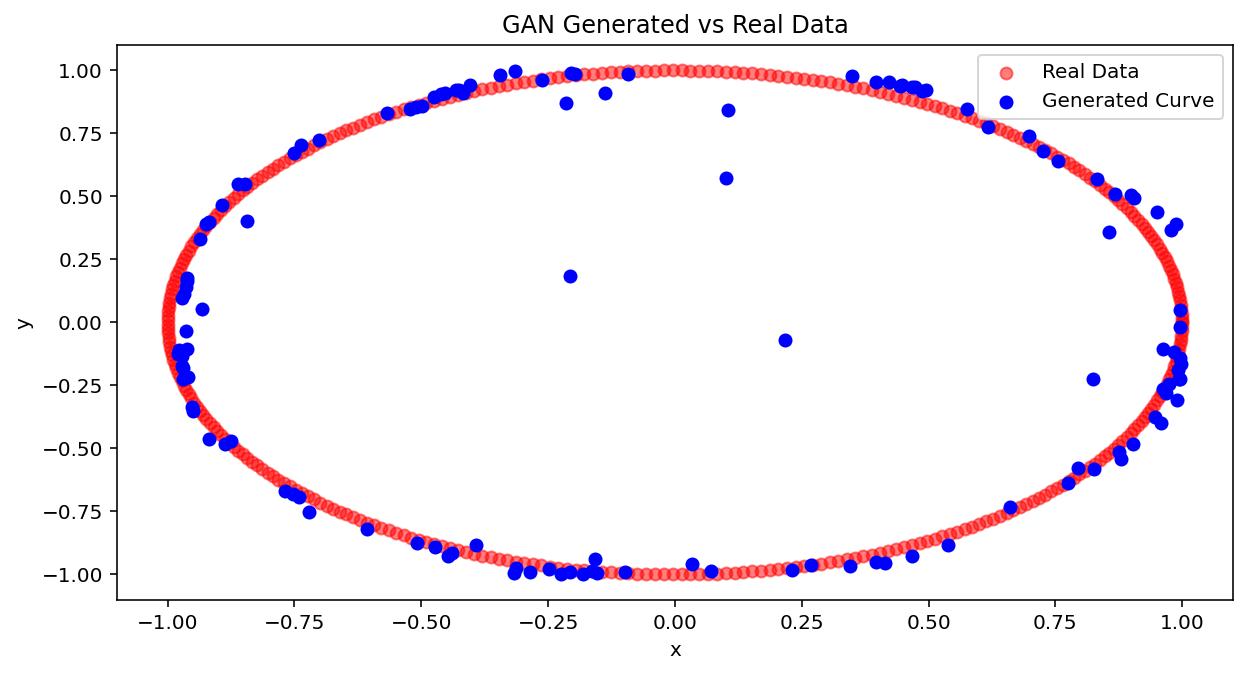 GAN Generated vs Real Data
Real Data
Generated Curve
y
1.00
0.75
0.50
0.25
0.00
−0.25
−0.50
−0.75
−1.00
−1.00 −0.75 −0.50 −0.25 0.00 0.25 0.50 0.75 1.00
x